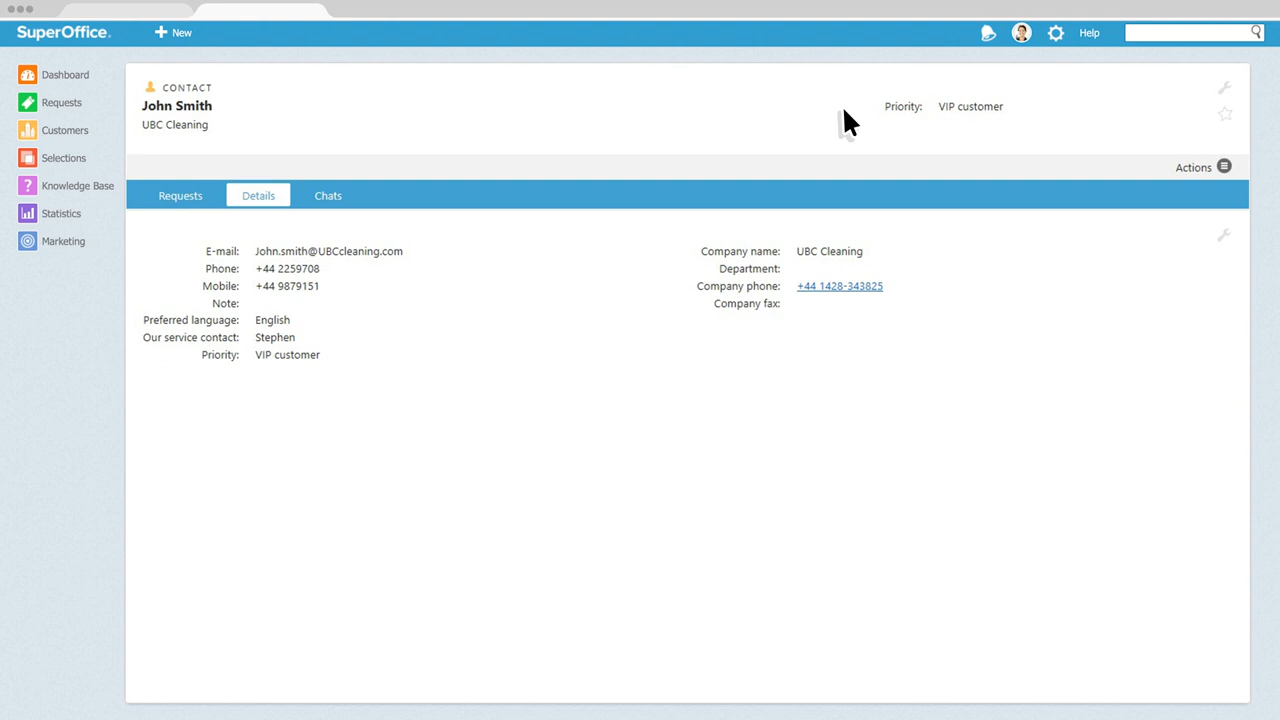 SuperOffice.
New
Help
Dashboard
Requests
Customers
Selections
Knowledge Base
Statistics
Marketing
CONTACT
John Smith
UBC Cleaning
Priority: VIP customer
Actions
Requests Details Chats
E-mail: John.smith@UBCcleaning.com
Phone: +44 2259708
Mobile: +44 9879151
Note:
Preferred language: English
Our service contact: Stephen
Priority: VIP customer
Company name: UBC Cleaning
Department:
Company phone: +44 1428-343825
Company fax: